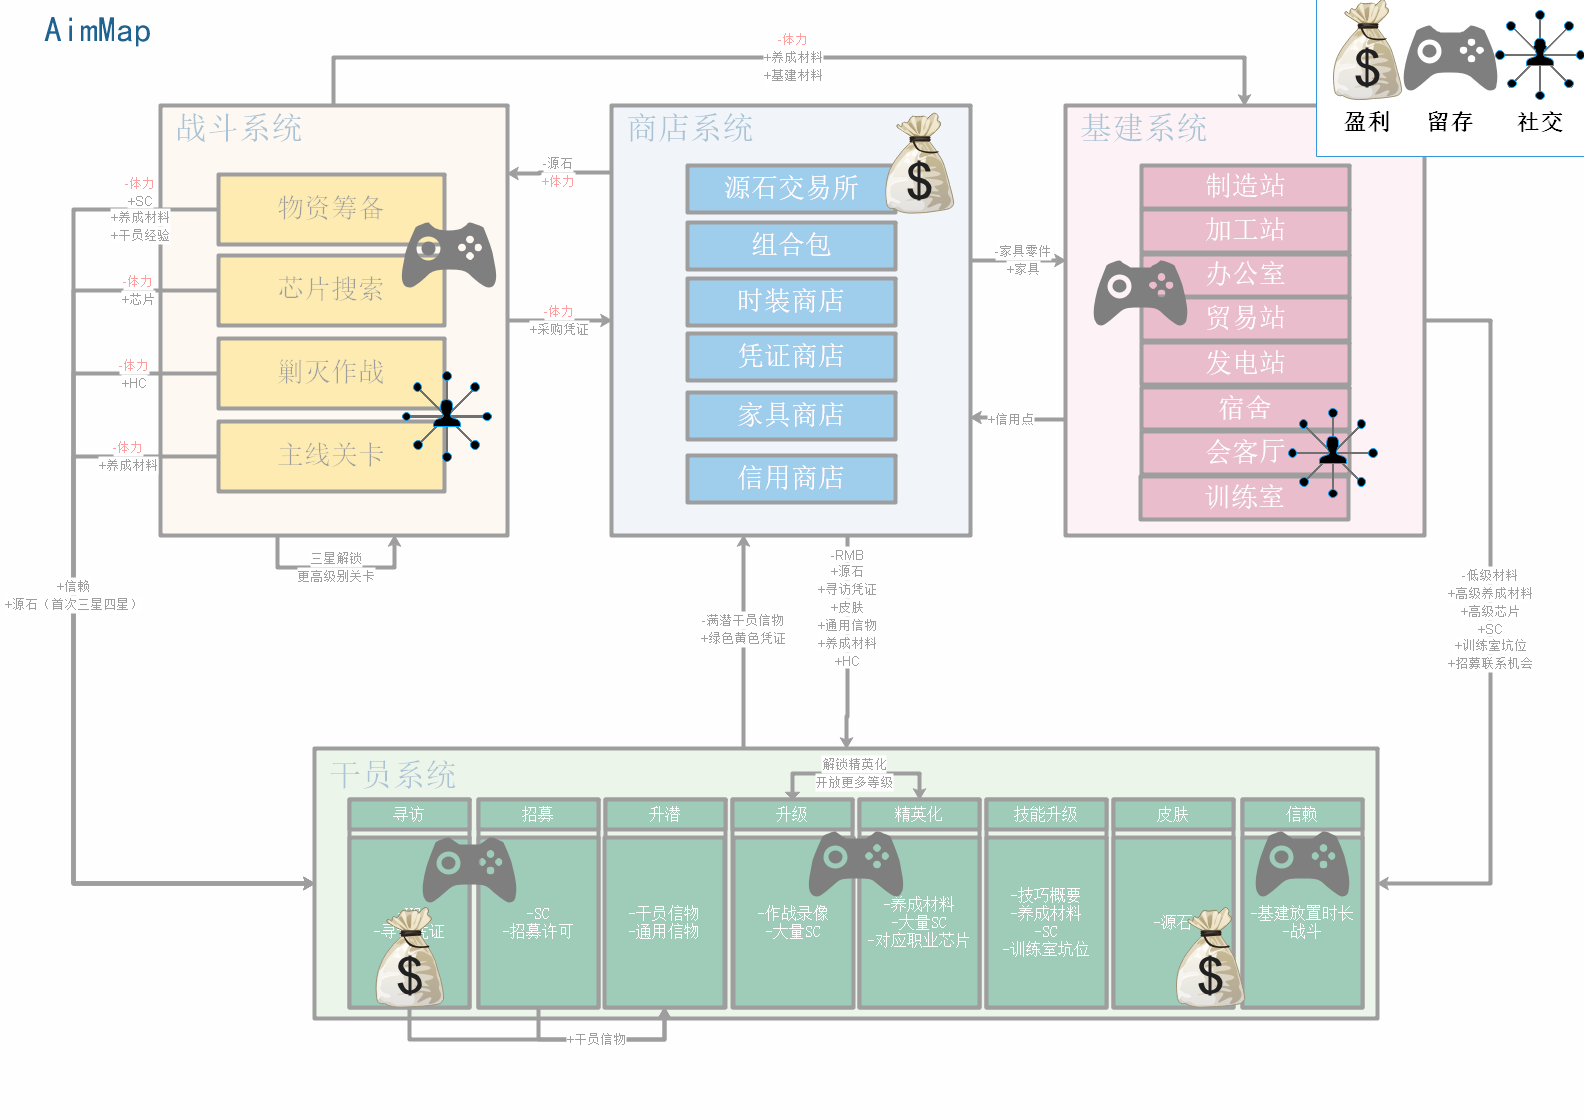 AimMap
盈利
留存
社交
-体力
+养成材料
+基建材料
战斗系统
物资筹备
芯片搜索
剿灭作战
主线关卡
-体力
+SC
+养成材料
+干员经验
-体力
+芯片
-体力
+HC
-体力
+养成材料
三星解锁
更高级别关卡
+信赖
+源石（首次三星四星）
-源石
+体力
-体力
+采购凭证
商店系统
源石交易所
组合包
时装商店
凭证商店
家具商店
信用商店
-家具零件
+家具
+信用点
基建系统
制造站
加工站
办公室
贸易站
发电站
宿舍
会客厅
训练室
-满潜干员信物
+绿色黄色凭证
-RMB
+源石
+寻访凭证
+皮肤
+通用信物
+养成材料
+HC
-低级材料
+高级养成材料
+高级芯片
+SC
+训练室坑位
+招募联系机会
干员系统
解锁精英化
开放更多等级
寻访
招募
升潜
升级
精英化
技能升级
皮肤
信赖
-寻
证
-SC
-招募许可
-干员信物
-通用信物
-作战录像
-大量SC
-养成材料
-大量SC
-对应职业芯片
-技巧概要
-养成材料
-SC
-训练室坑位
-源石
-基建放置时长
-战斗
+干员信物